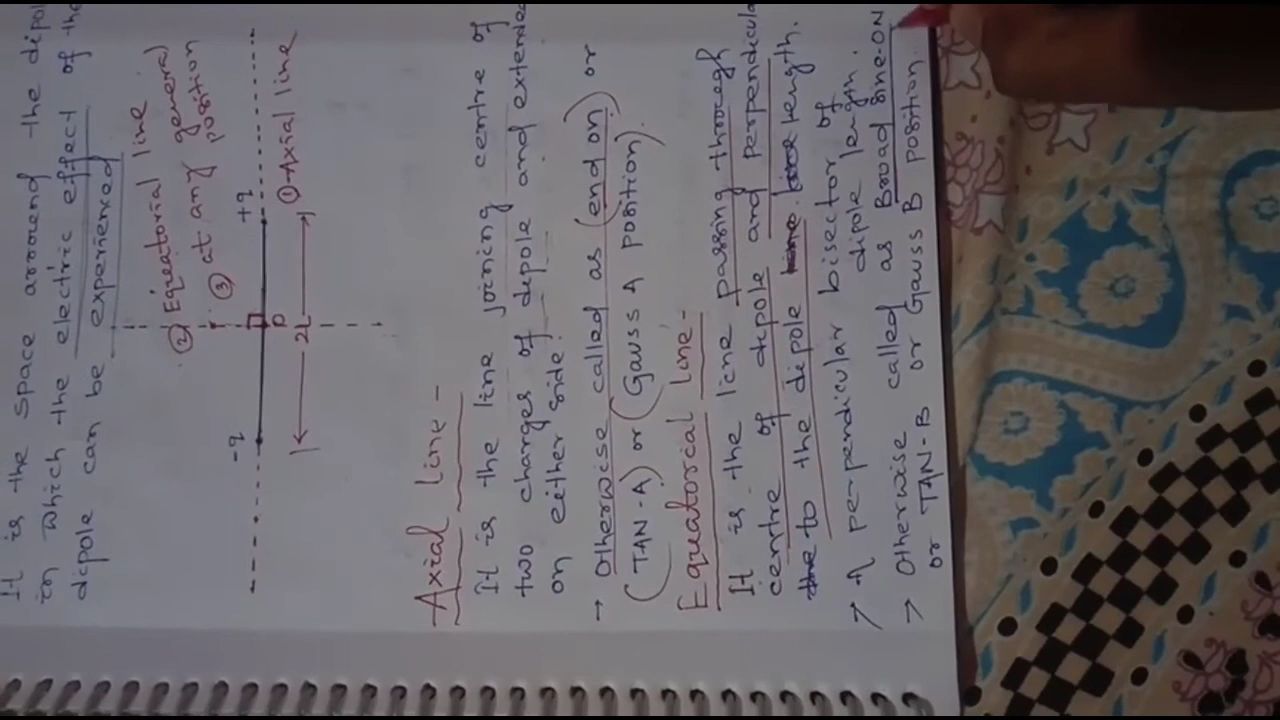 It is the space arround the dipol
in which the electric effect of the
dipole can be experienced
② Equeatorial line
③ at any general
position
-q
+q
2L
① Axial line
Axial line -
It is the line joining centre of
two charges of dipole and extended
on either side.
→ Otherwise called as (end on) or
(TAN-A) or (Gauss A position).
Equatorial line -
It is the line passing through
centre of dipole and perpendicular
to the dipole length.
→ perpendicular bisector of
dipole length.
→ Otherwise called as Broad Sine-ON
or TAN-B or Gauss B position.